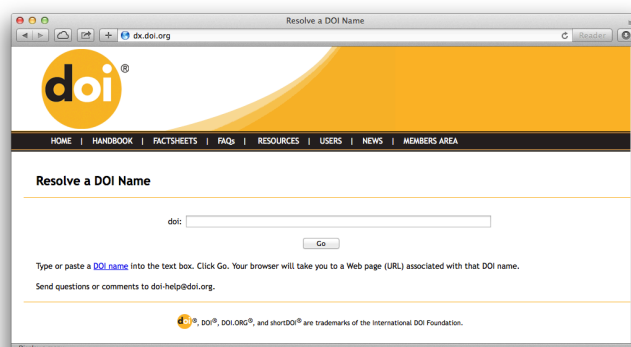 Resolve a DOI Name
dx.doi.org
Reader
doi®
HOME | HANDBOOK | FACTSHEETS | FAQs | RESOURCES | USERS | NEWS | MEMBERS AREA
Resolve a DOI Name
doi:
Go
Type or paste a DOI name into the text box. Click Go. Your browser will take you to a Web page (URL) associated with that DOI name.
Send questions or comments to doi-help@doi.org.
doi®, DOI®, DOI.ORG®, and shortDOI® are trademarks of the International DOI Foundation.